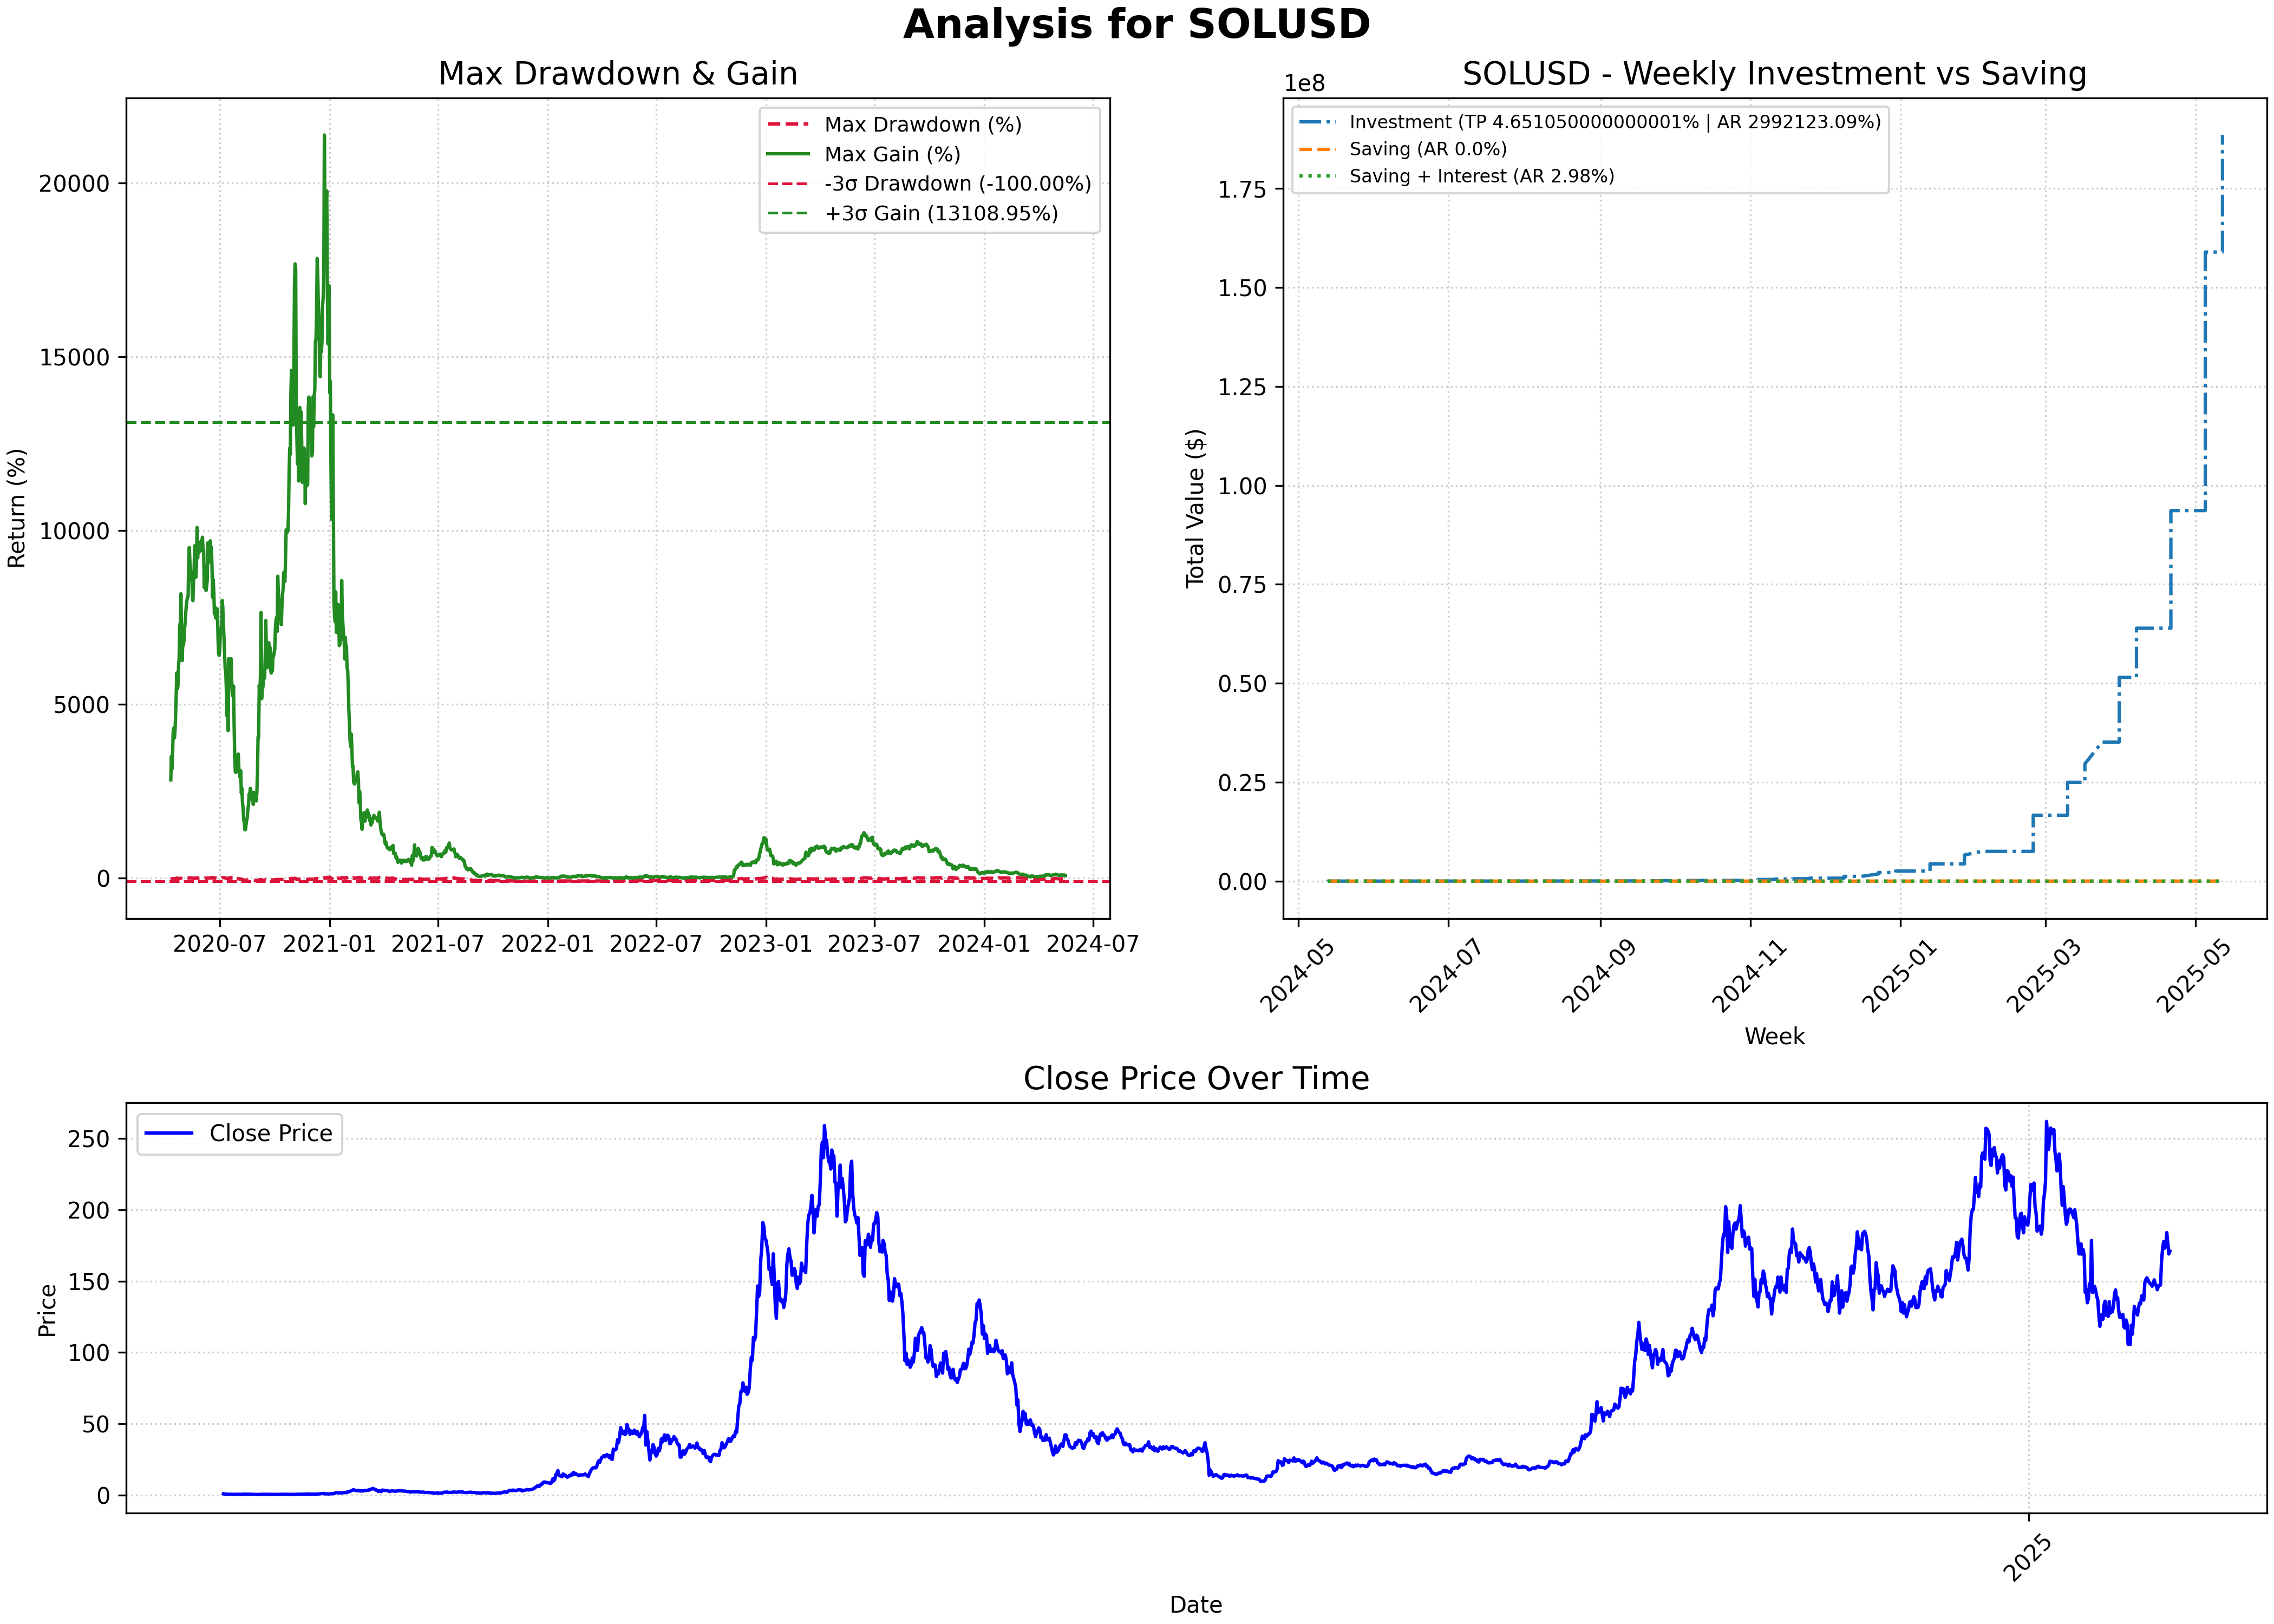 Analysis for SOLUSD
Max Drawdown & Gain
Return (%)
20000
15000
10000
5000
0
2020-07
2021-01
2021-07
2022-01
2022-07
2023-01
2023-07
2024-01
2024-07
Max Drawdown (%)
Max Gain (%)
-3σ Drawdown (-100.00%)
+3σ Gain (13108.95%)
SOLUSD - Weekly Investment vs Saving
1e8
Total Value ($)
1.75
1.50
1.25
1.00
0.75
0.50
0.25
0.00
Investment (TP 4.651050000000001% | AR 2992123.09%)
Saving (AR 0.0%)
Saving + Interest (AR 2.98%)
2024-05
2024-07
2024-09
2024-11
2025-01
2025-03
2025-05
Week
Close Price Over Time
Close Price
Price
250
200
150
100
50
0
2025
Date